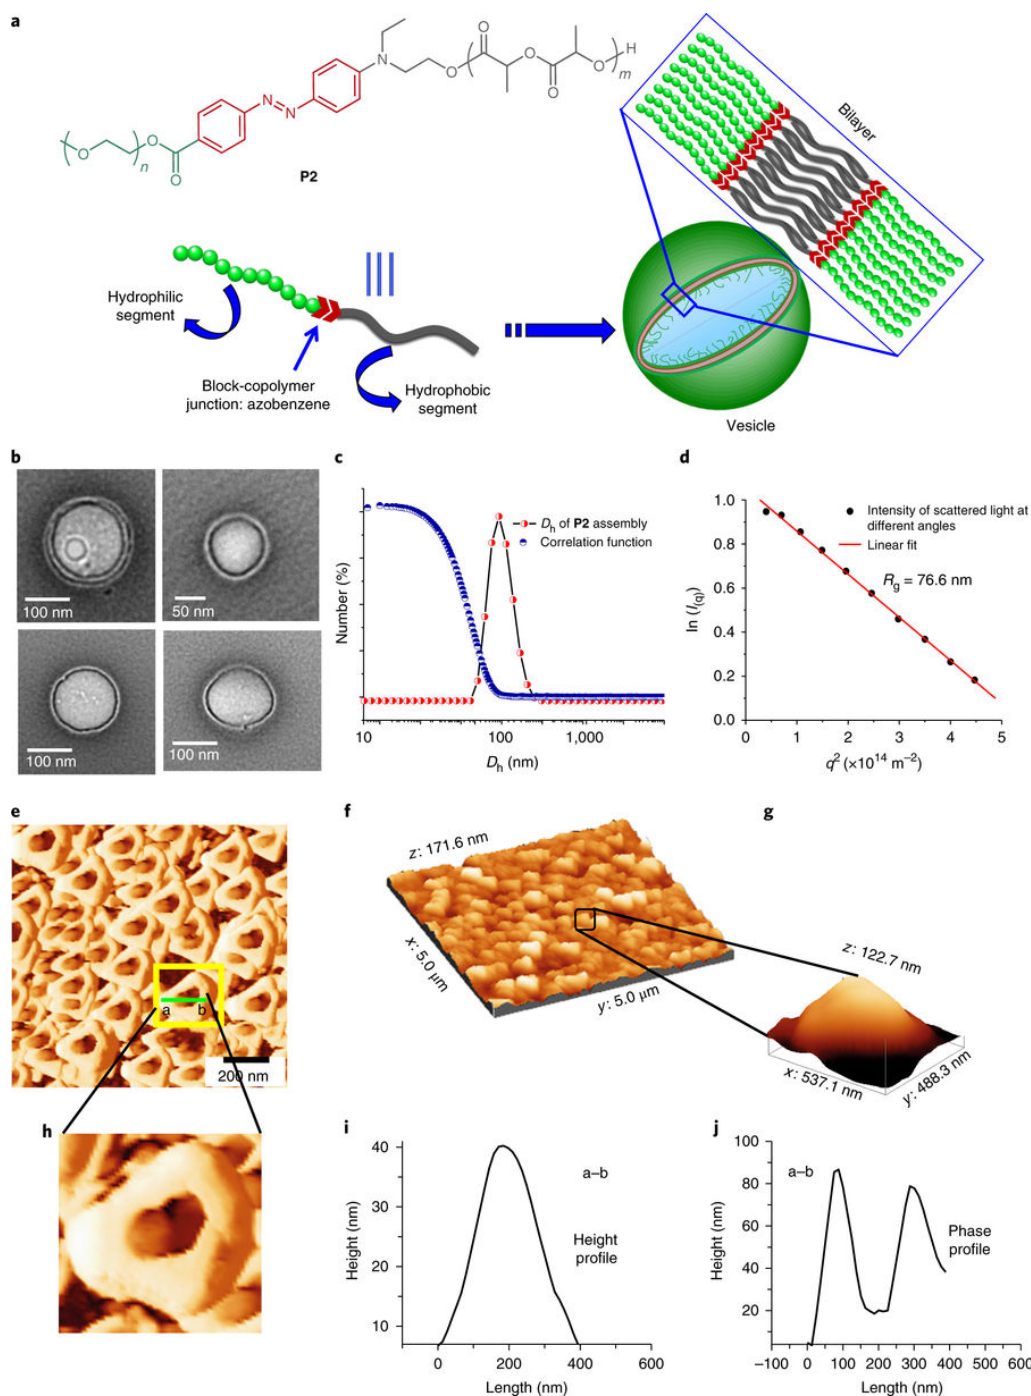 a
N
N
N
O
O
O
O
O
O
O
O
H
m
n
P2
Bilayer
Hydrophilic
segment
Block-copolymer
junction: azobenzene
Hydrophobic
segment
Vesicle
b
100 nm
50 nm
100 nm
100 nm
c
Number (%)
Dh of P2 assembly
Correlation function
10
100
1,000
Dh (nm)
d
ln (I(q))
1.0
0.8
0.6
0.4
0.2
0.0
Intensity of scattered light at
different angles
Linear fit
Rg = 76.6 nm
0 1 2 3 4 5
q² (×10¹⁴ m⁻²)
e
a b
200 nm
f
z: 171.6 nm
x: 5.0 μm
y: 5.0 μm
g
z: 122.7 nm
x: 537.1 nm
y: 488.3 nm
h
i
40
30
20
10
Height (nm)
a–b
Height
profile
0 200 400 600
Length (nm)
j
100
80
60
40
20
Height (nm)
a–b
Phase
profile
−100 0 100 200 300 400 500 600
Length (nm)